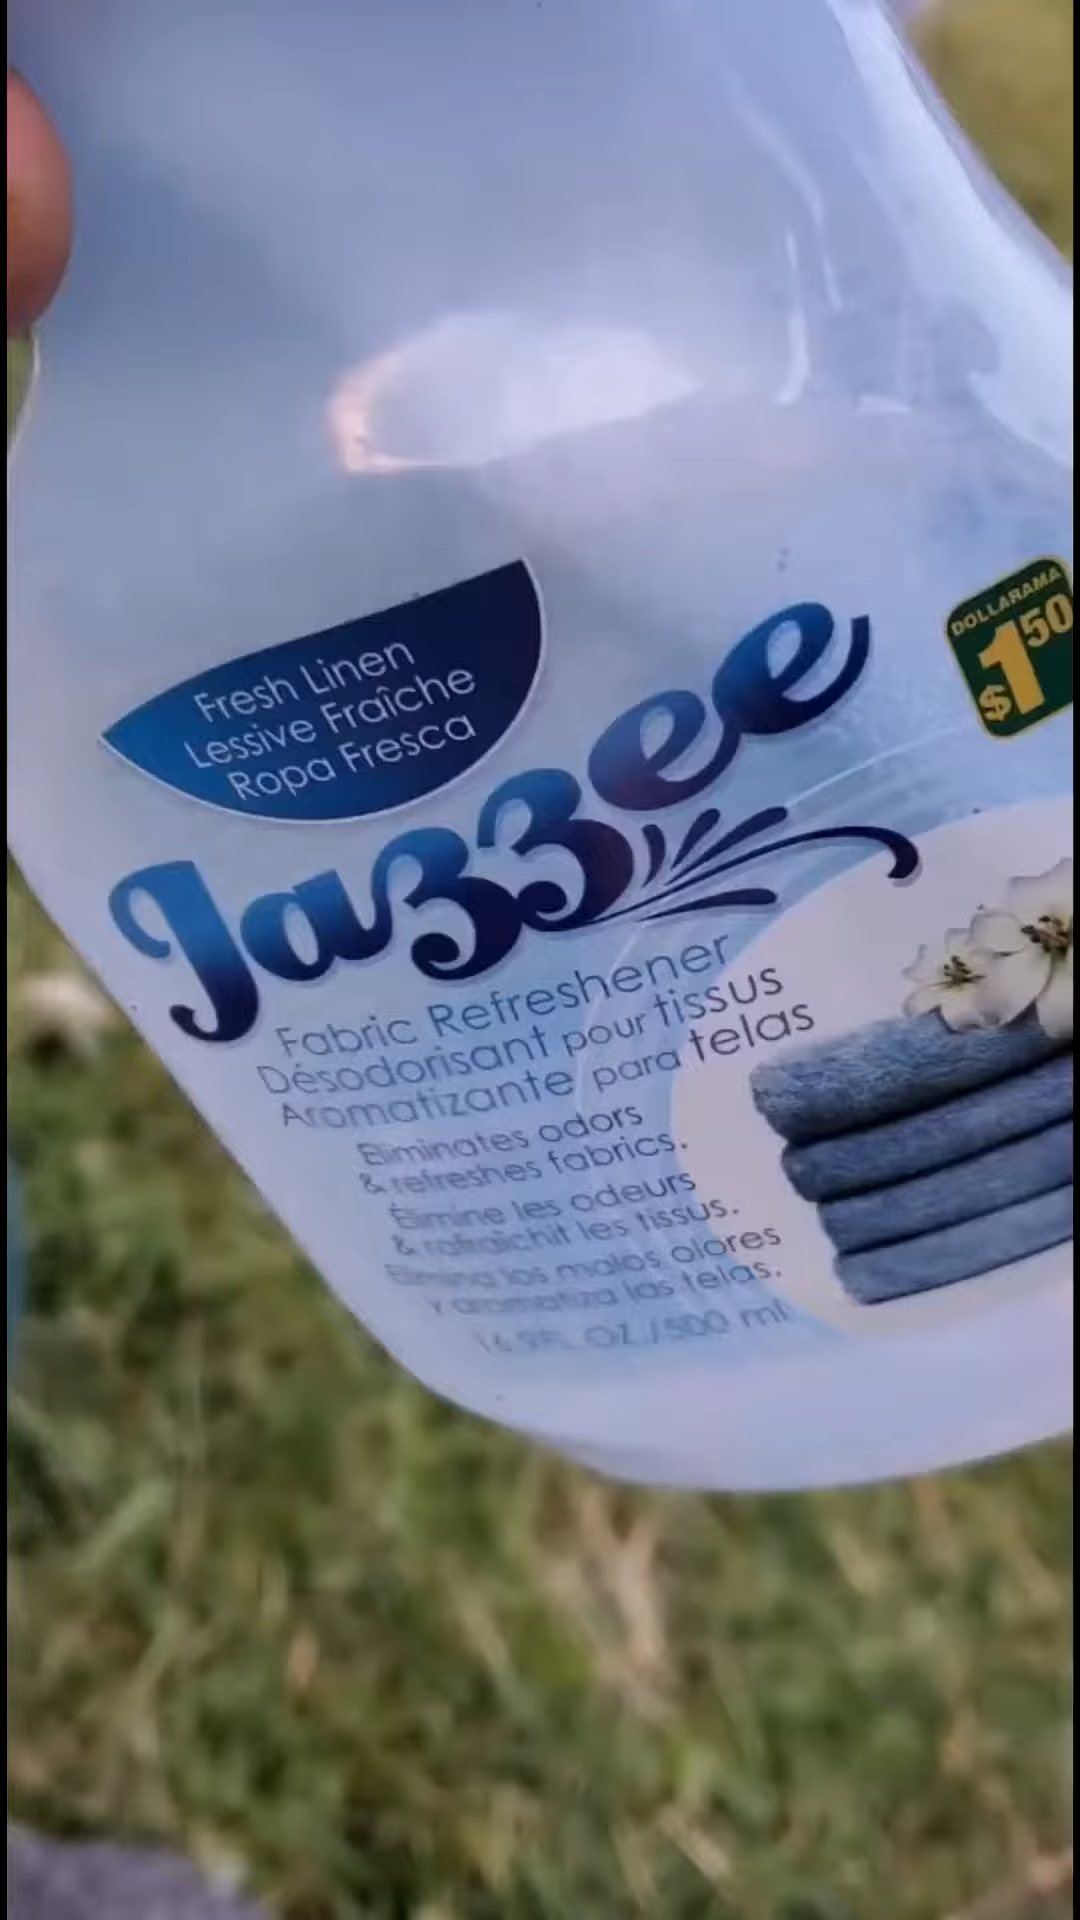 Fresh Linen
Lessive Fraîche
Ropa Fresca
DOLLARAMA
$1.50
Jazzee
Fabric Refreshener
Désodorisant pour tissus
Aromatizante para telas
Eliminates odors
& refreshes fabrics.
Élimine les odeurs
& rafraîchit les tissus.
Elimina los malos olores
y aromatiza las telas.
16.9FL OZ / 500 ml